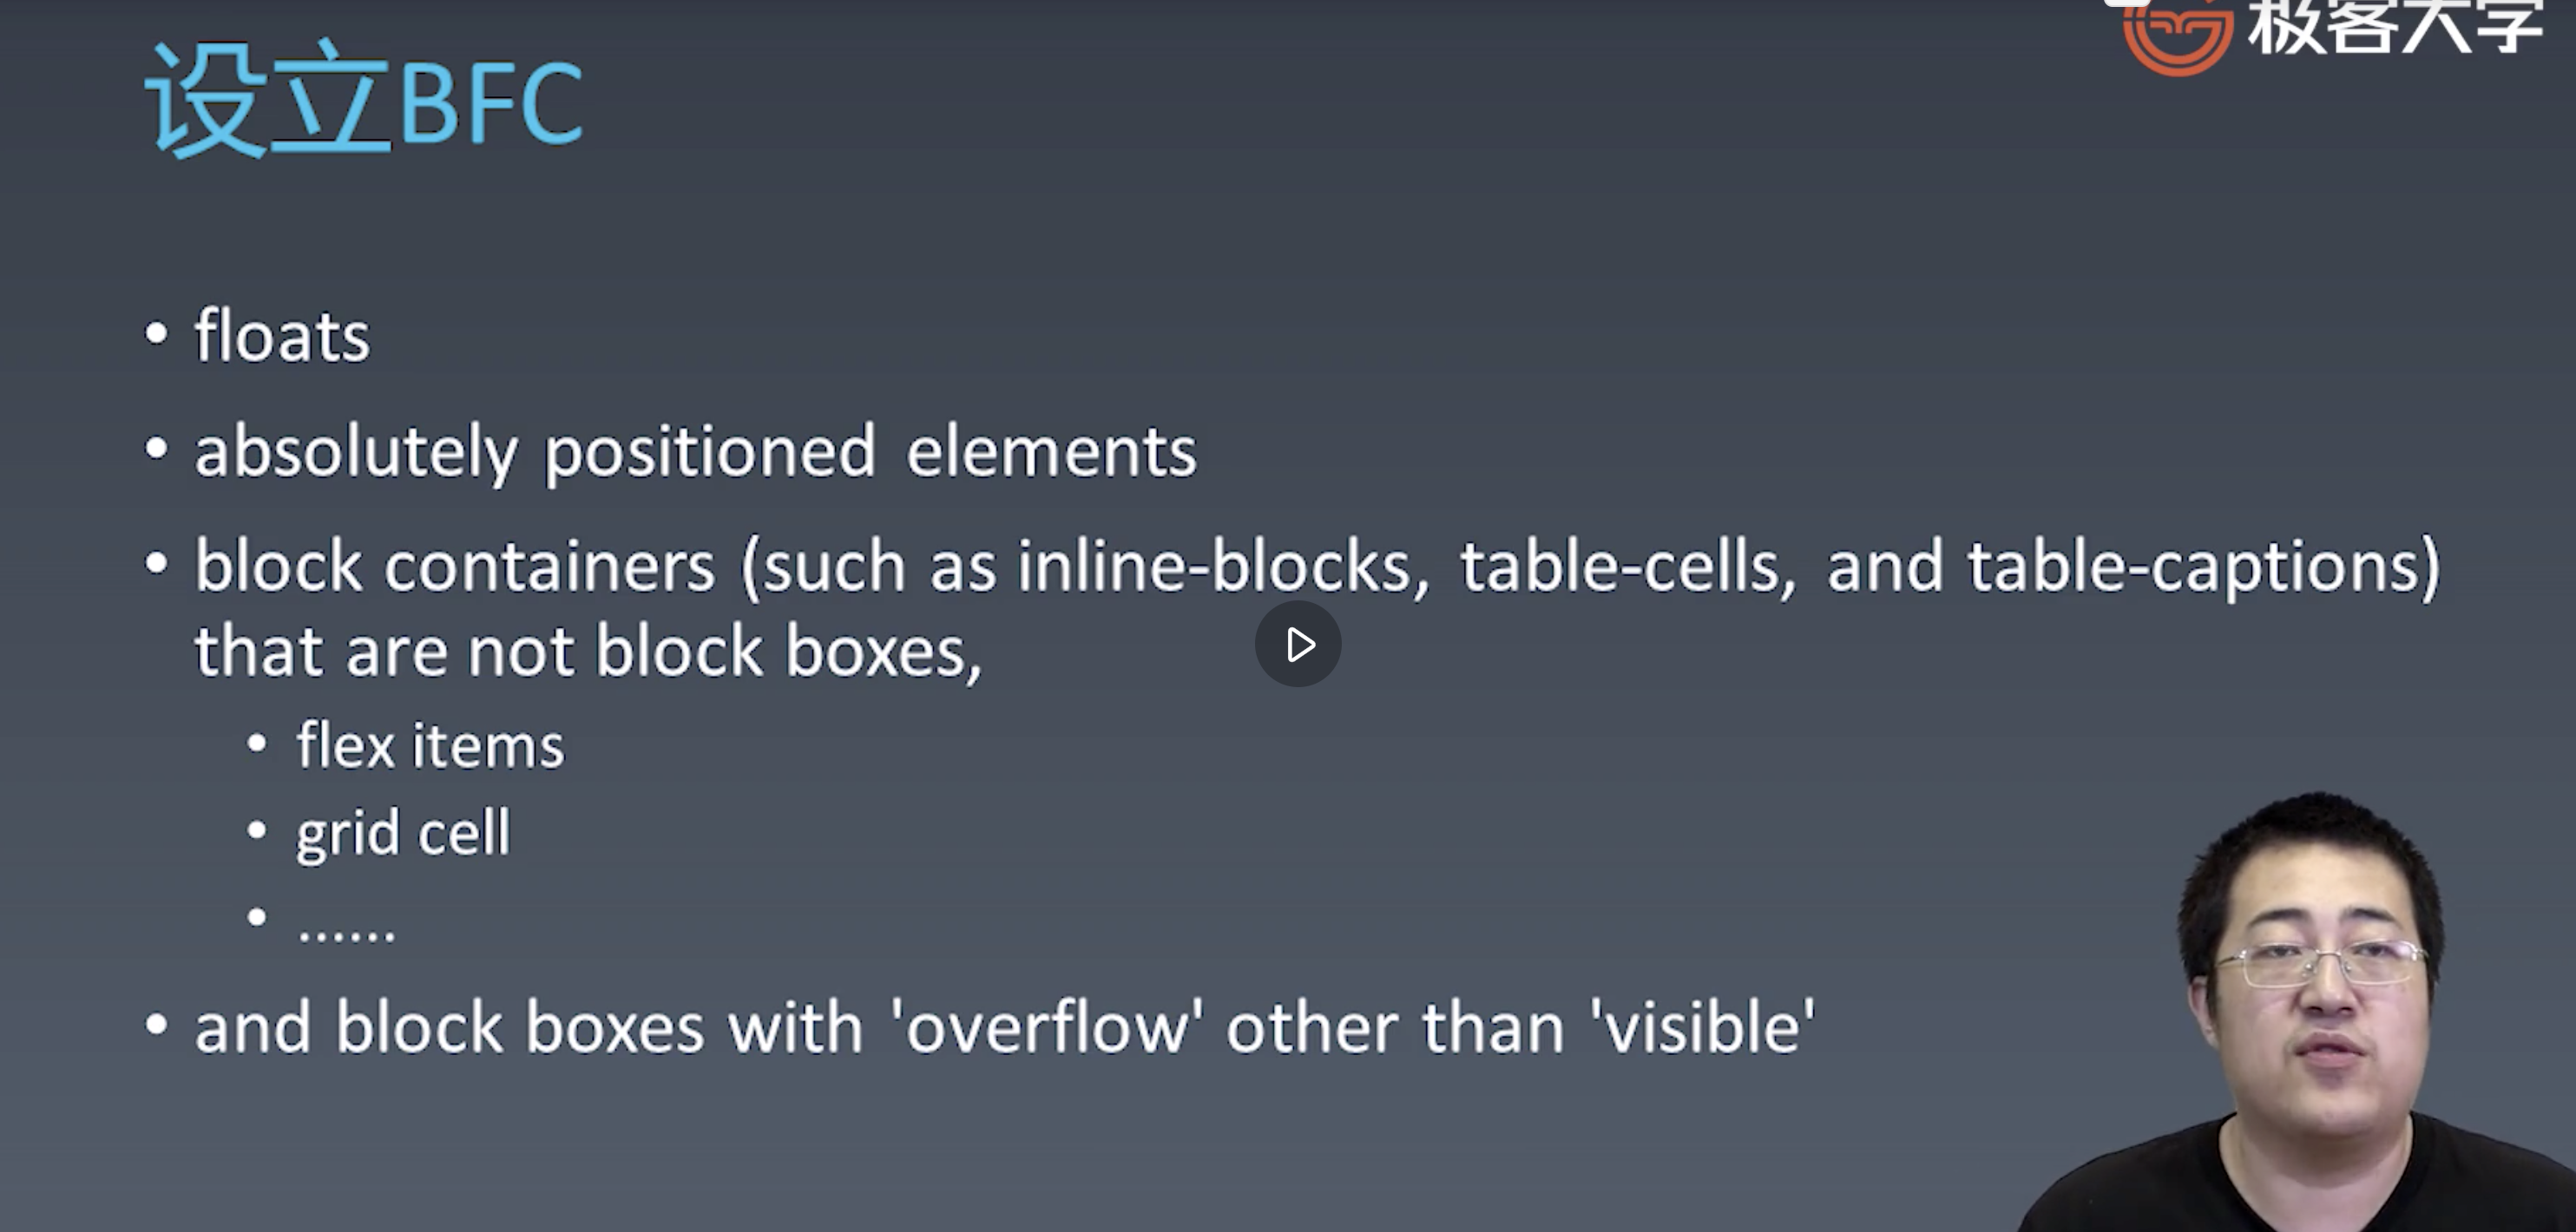 极客大学
设立BFC
• floats
• absolutely positioned elements
• block containers (such as inline-blocks, table-cells, and table-captions)
that are not block boxes,
• flex items
• grid cell
• ......
• and block boxes with 'overflow' other than 'visible'